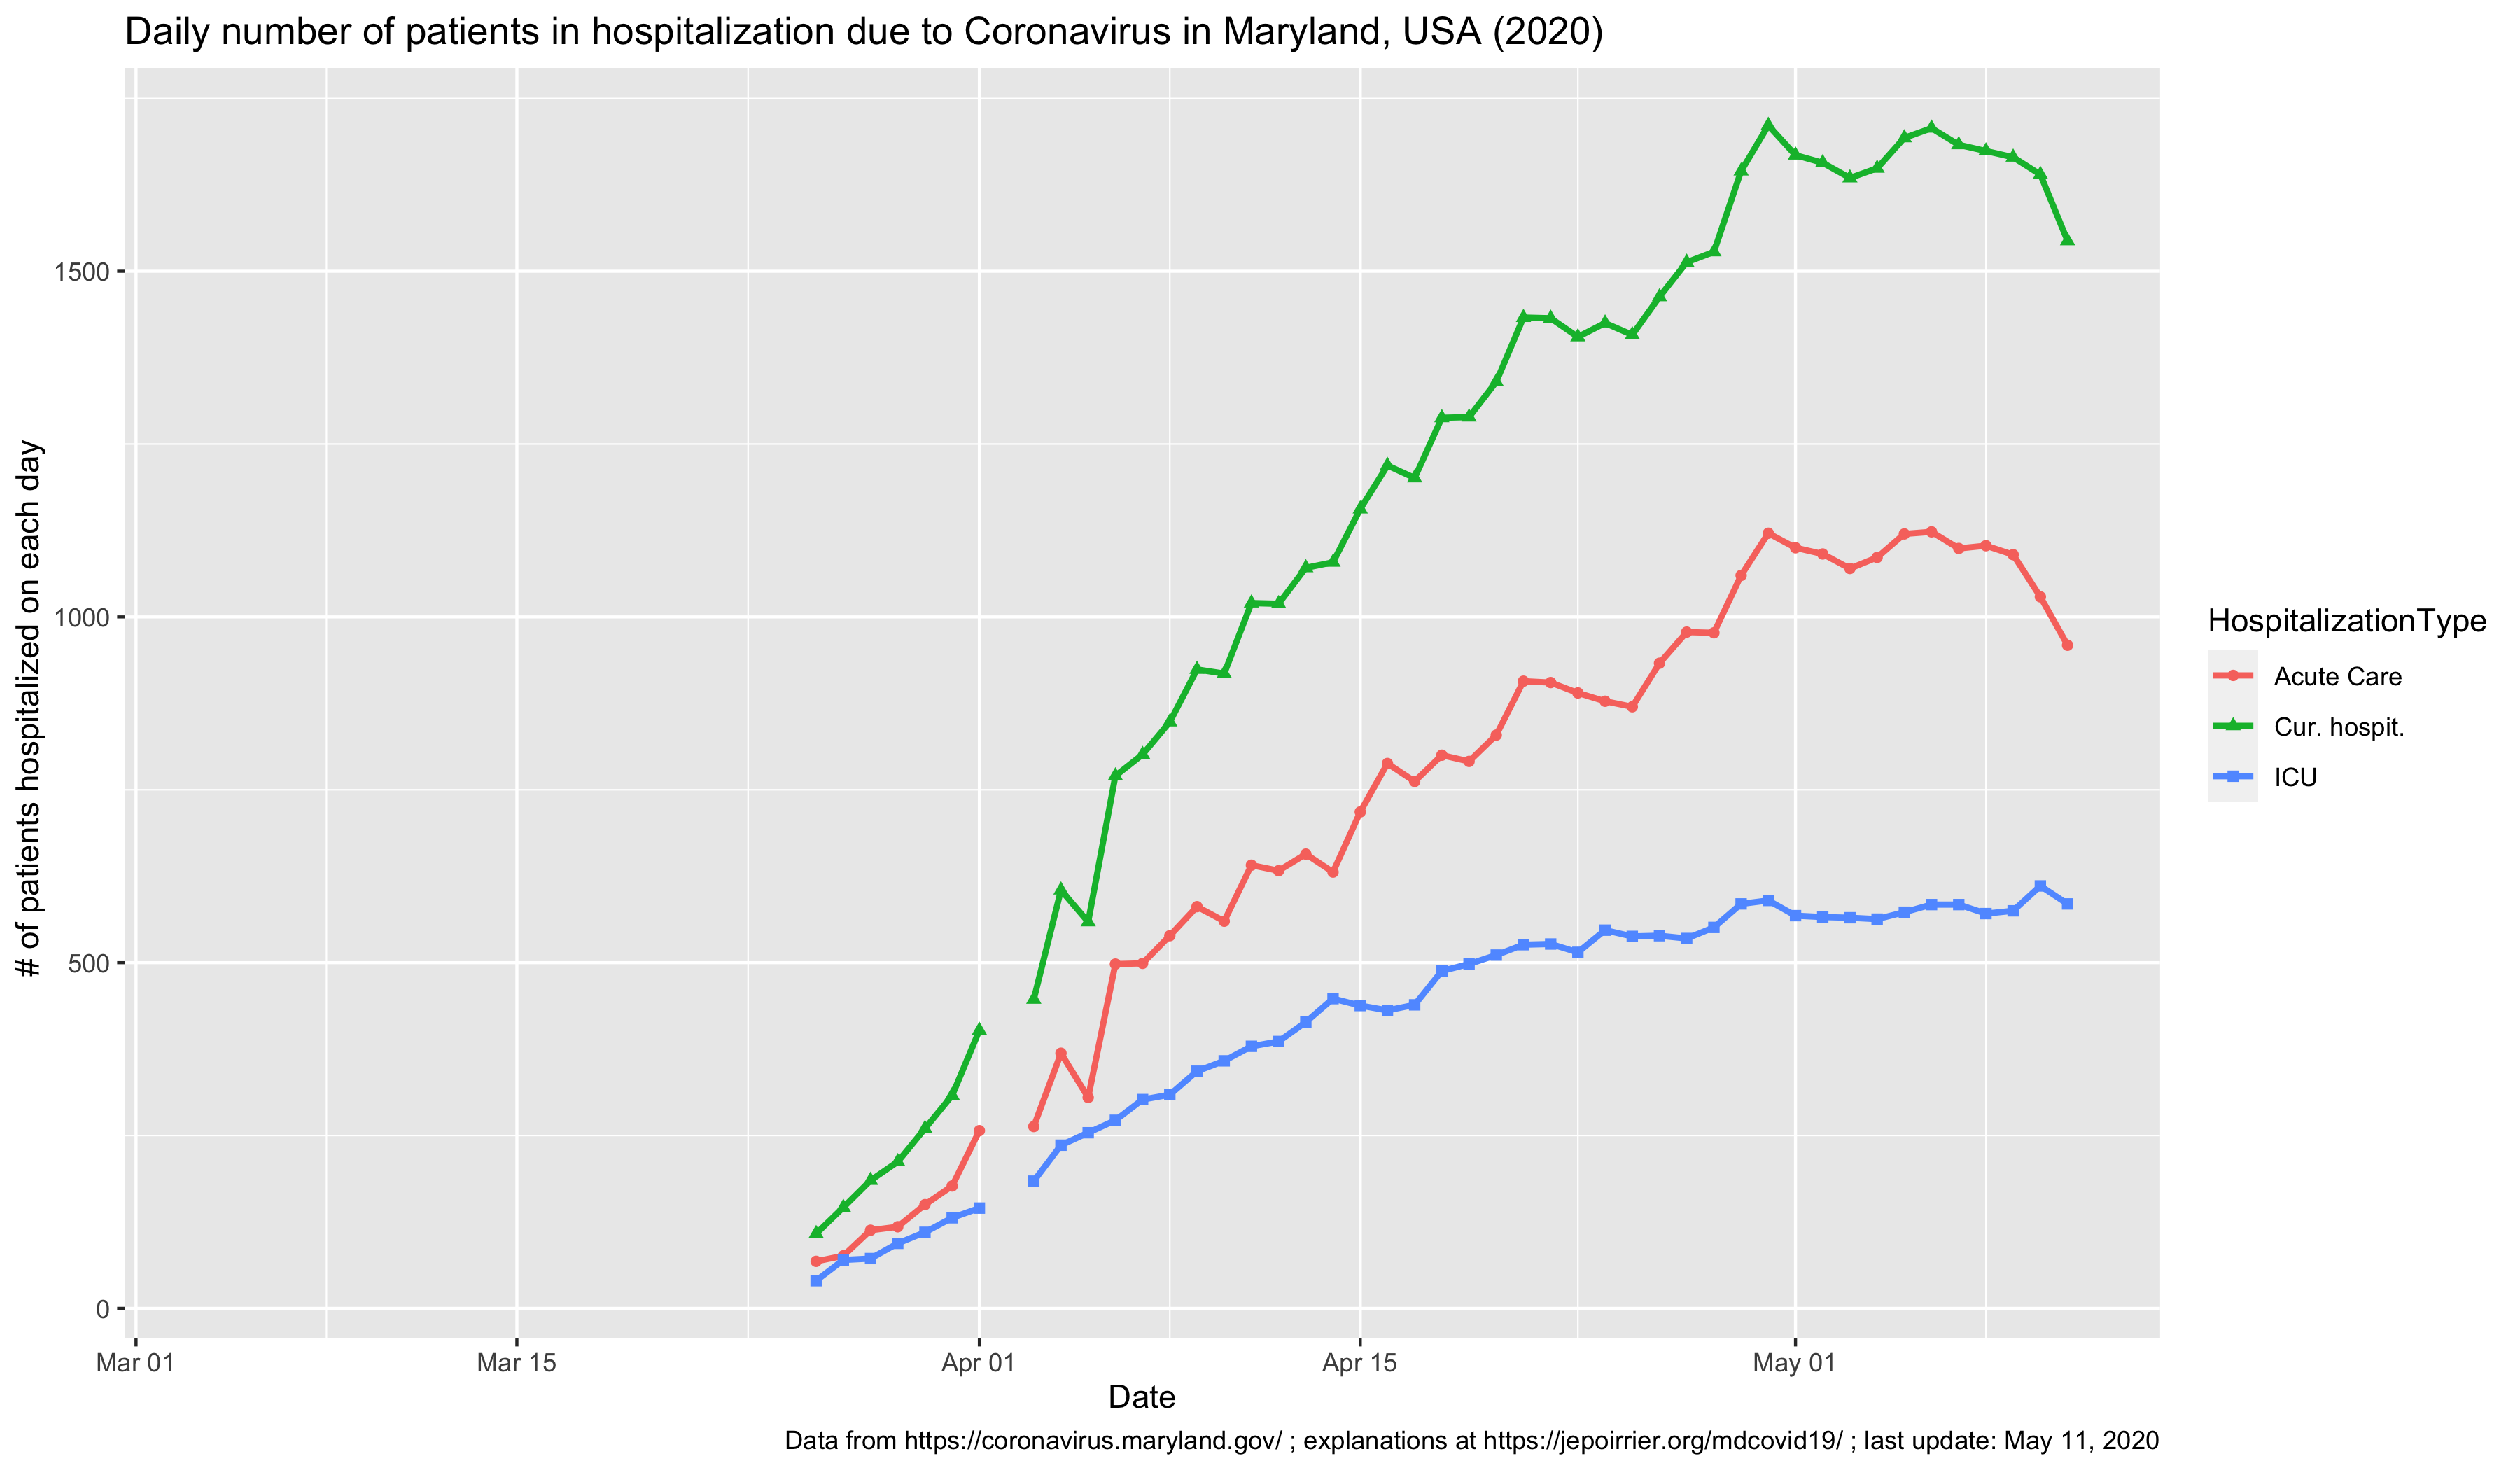 Daily number of patients in hospitalization due to Coronavirus in Maryland, USA (2020)
# of patients hospitalized on each day
1500
1000
500
0
Mar 01
Mar 15
Apr 01
Apr 15
May 01
Date
HospitalizationType
Acute Care
Cur. hospit.
ICU
Data from https://coronavirus.maryland.gov/ ; explanations at https://jepoirrier.org/mdcovid19/ ; last update: May 11, 2020